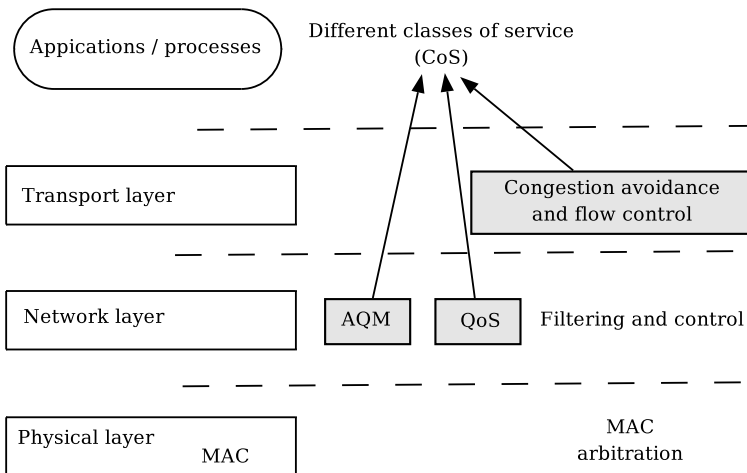 Appications / processes
Different classes of service
(CoS)
Transport layer
Congestion avoidance
and flow control
Network layer
AQM
QoS
Filtering and control
Physical layer
MAC
MAC
arbitration